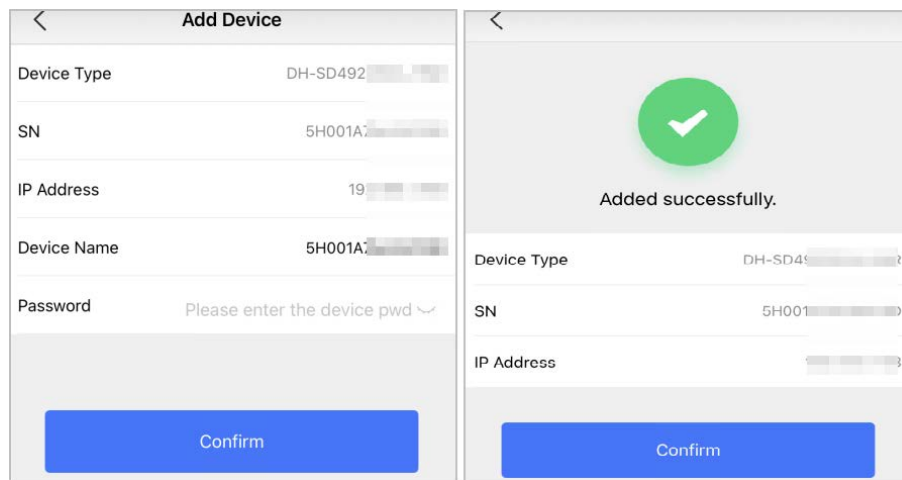 Add Device
Device Type DH-SD492
SN 5H001A
IP Address 19
Device Name 5H001A
Password Please enter the device pwd
Confirm
Added successfully.
Device Type DH-SD4
SN 5H001
IP Address
Confirm